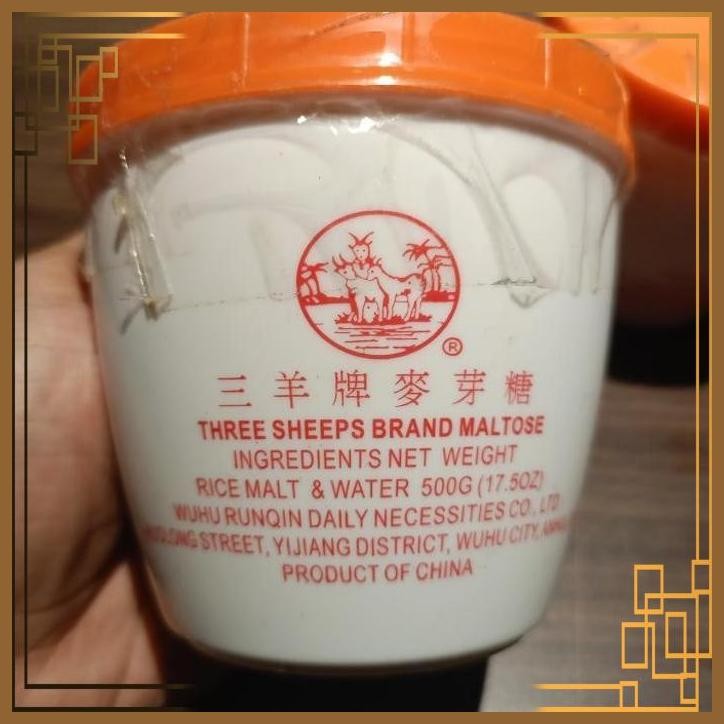 ®
三羊牌麥芽糖
THREE SHEEPS BRAND MALTOSE
INGREDIENTS NET WEIGHT
RICE MALT & WATER 500G (17.5OZ)
WUHU RUNQIN DAILY NECESSITIES CO., LTD
STREET, YIJIANG DISTRICT, WUHU CITY,
PRODUCT OF CHINA